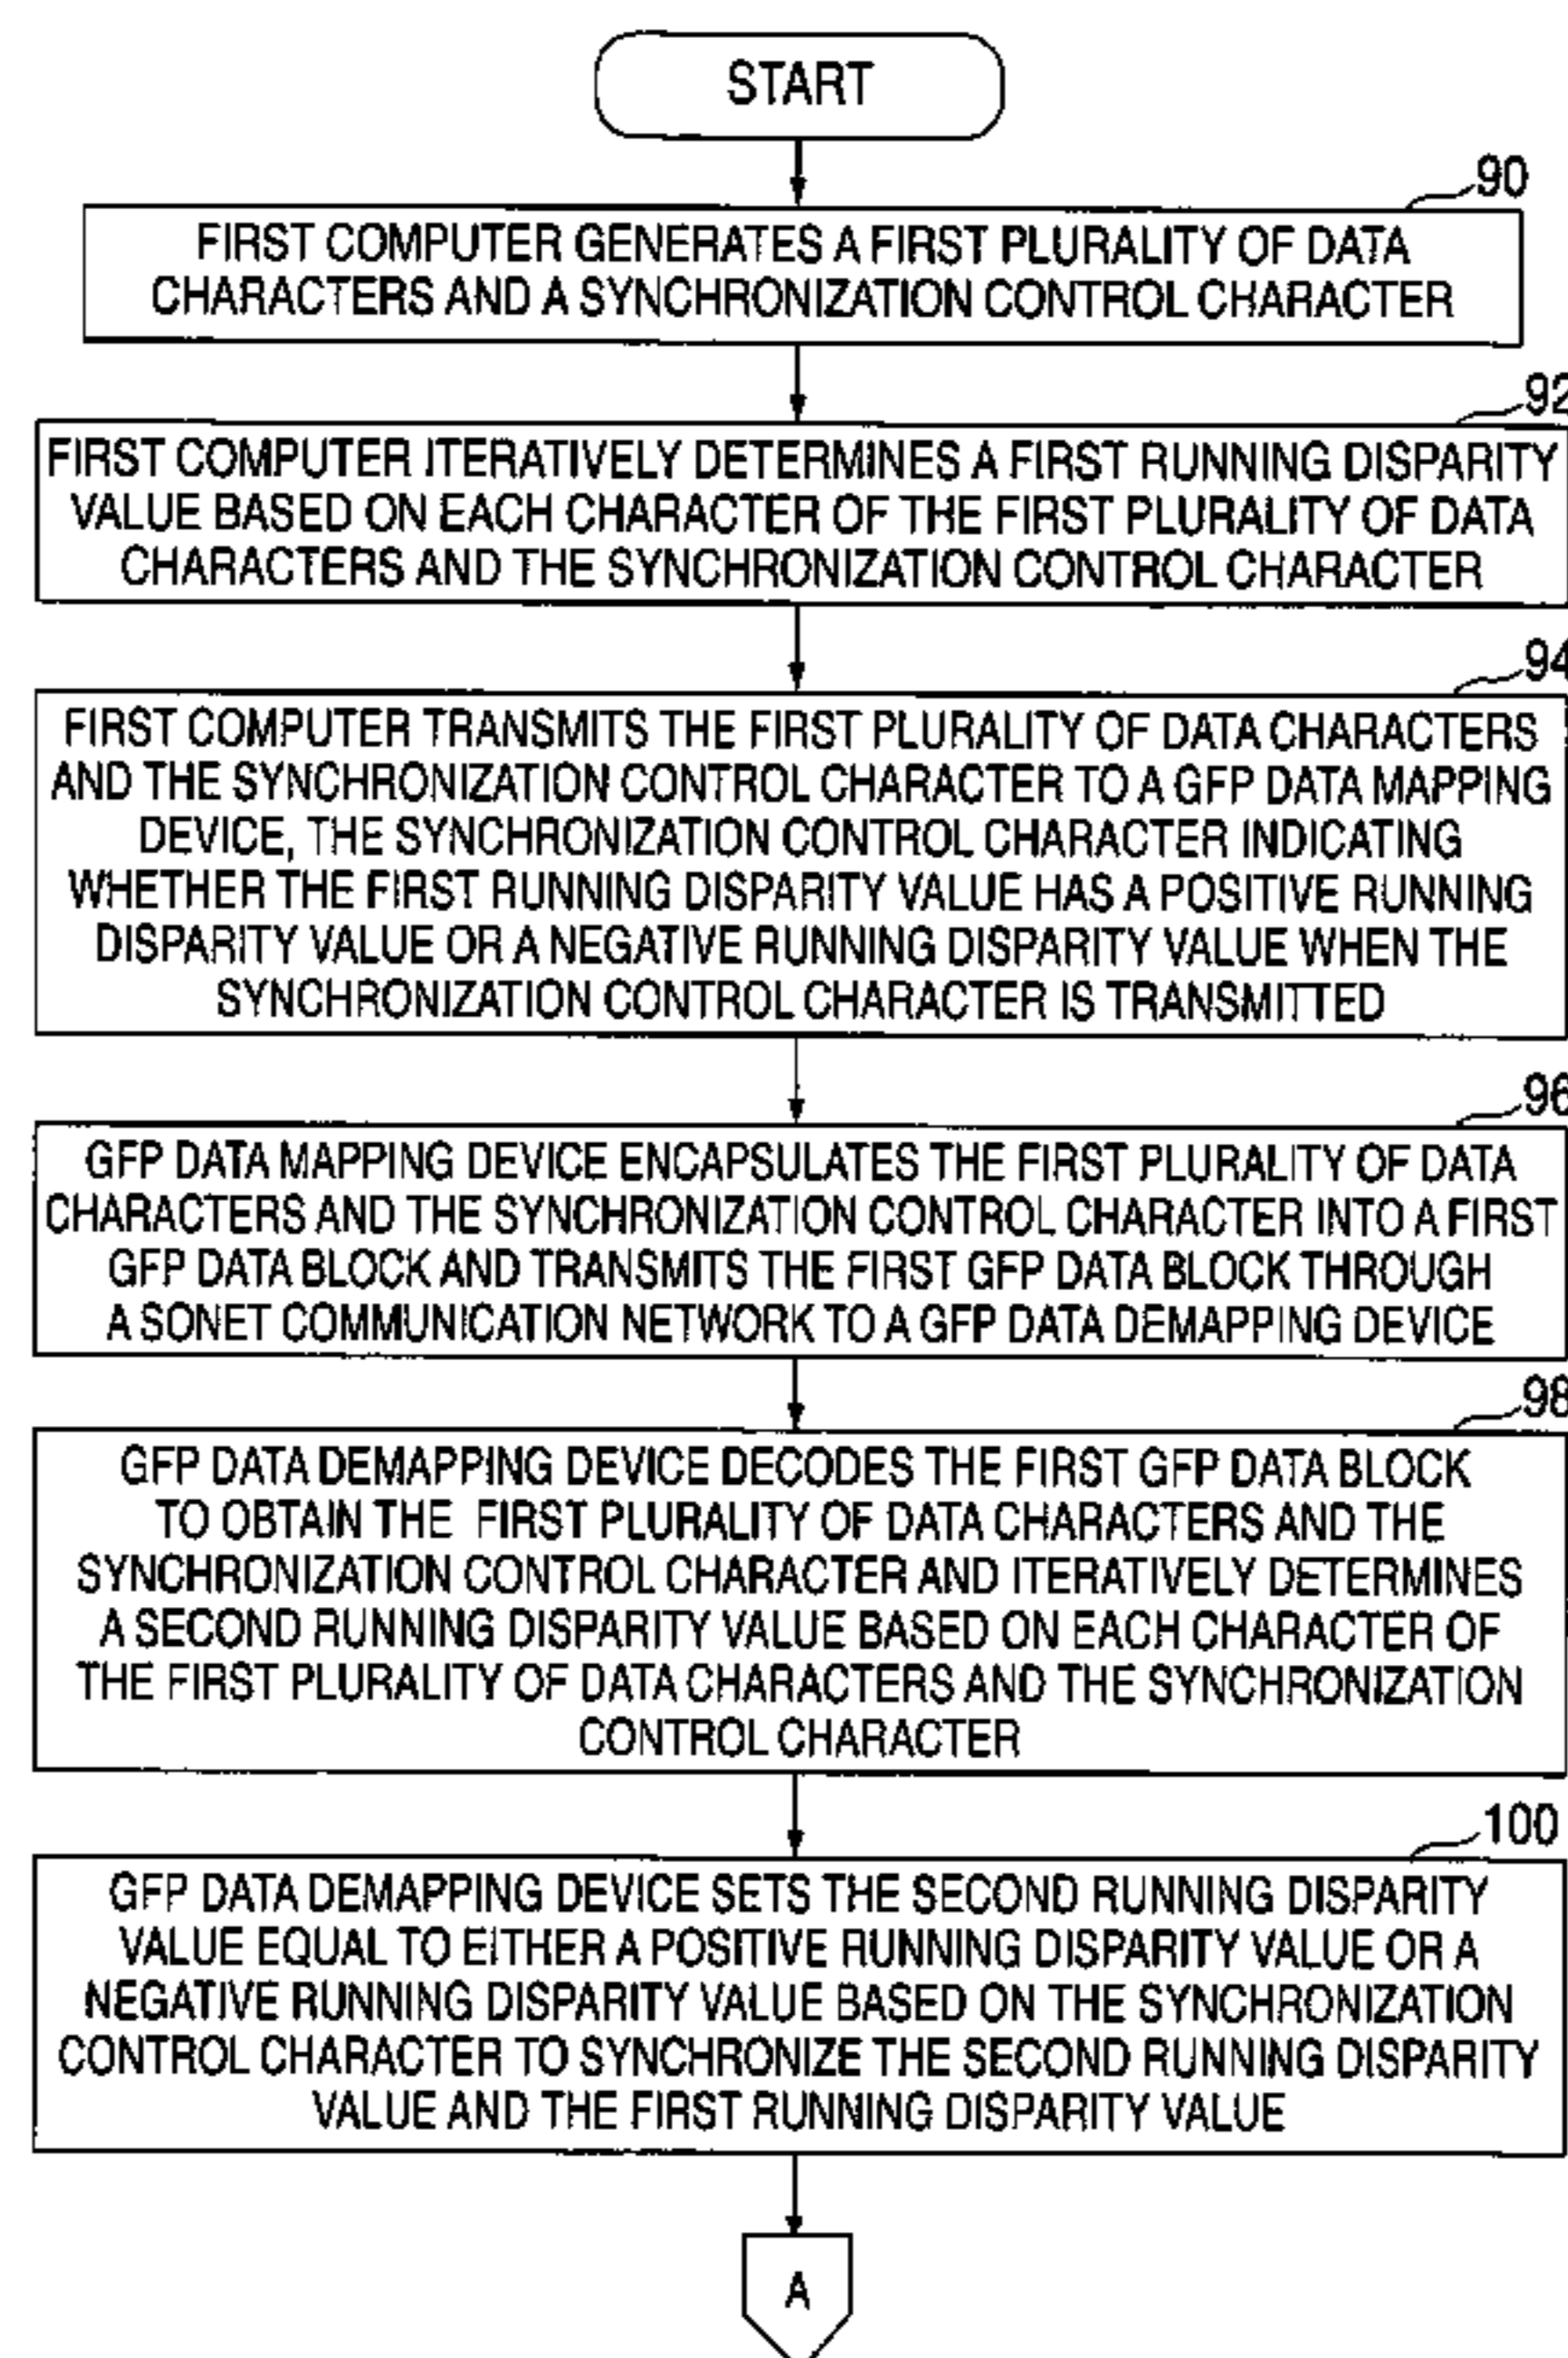 START
90
FIRST COMPUTER GENERATES A FIRST PLURALITY OF DATA
CHARACTERS AND A SYNCHRONIZATION CONTROL CHARACTER
92
FIRST COMPUTER ITERATIVELY DETERMINES A FIRST RUNNING DISPARITY
VALUE BASED ON EACH CHARACTER OF THE FIRST PLURALITY OF DATA
CHARACTERS AND THE SYNCHRONIZATION CONTROL CHARACTER
94
FIRST COMPUTER TRANSMITS THE FIRST PLURALITY OF DATA CHARACTERS
AND THE SYNCHRONIZATION CONTROL CHARACTER TO A GFP DATA MAPPING
DEVICE, THE SYNCHRONIZATION CONTROL CHARACTER INDICATING
WHETHER THE FIRST RUNNING DISPARITY VALUE HAS A POSITIVE RUNNING
DISPARITY VALUE OR A NEGATIVE RUNNING DISPARITY VALUE WHEN THE
SYNCHRONIZATION CONTROL CHARACTER IS TRANSMITTED
96
GFP DATA MAPPING DEVICE ENCAPSULATES THE FIRST PLURALITY OF DATA
CHARACTERS AND THE SYNCHRONIZATION CONTROL CHARACTER INTO A FIRST
GFP DATA BLOCK AND TRANSMITS THE FIRST GFP DATA BLOCK THROUGH
A SONET COMMUNICATION NETWORK TO A GFP DATA DEMAPPING DEVICE
98
GFP DATA DEMAPPING DEVICE DECODES THE FIRST GFP DATA BLOCK
TO OBTAIN THE FIRST PLURALITY OF DATA CHARACTERS AND THE
SYNCHRONIZATION CONTROL CHARACTER AND ITERATIVELY DETERMINES
A SECOND RUNNING DISPARITY VALUE BASED ON EACH CHARACTER OF
THE FIRST PLURALITY OF DATA CHARACTERS AND THE SYNCHRONIZATION
CONTROL CHARACTER
100
GFP DATA DEMAPPING DEVICE SETS THE SECOND RUNNING DISPARITY
VALUE EQUAL TO EITHER A POSITIVE RUNNING DISPARITY VALUE OR A
NEGATIVE RUNNING DISPARITY VALUE BASED ON THE SYNCHRONIZATION
CONTROL CHARACTER TO SYNCHRONIZE THE SECOND RUNNING DISPARITY
VALUE AND THE FIRST RUNNING DISPARITY VALUE
A